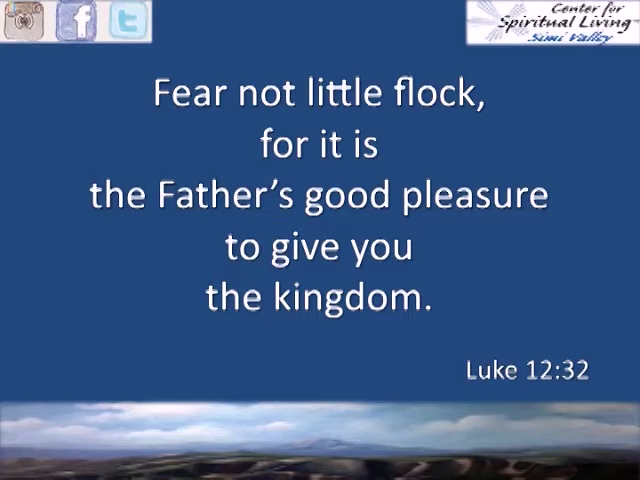 Center for
Spiritual Living
Simi Valley
Fear not little flock,
for it is
the Father's good pleasure
to give you
the kingdom.
Luke 12:32